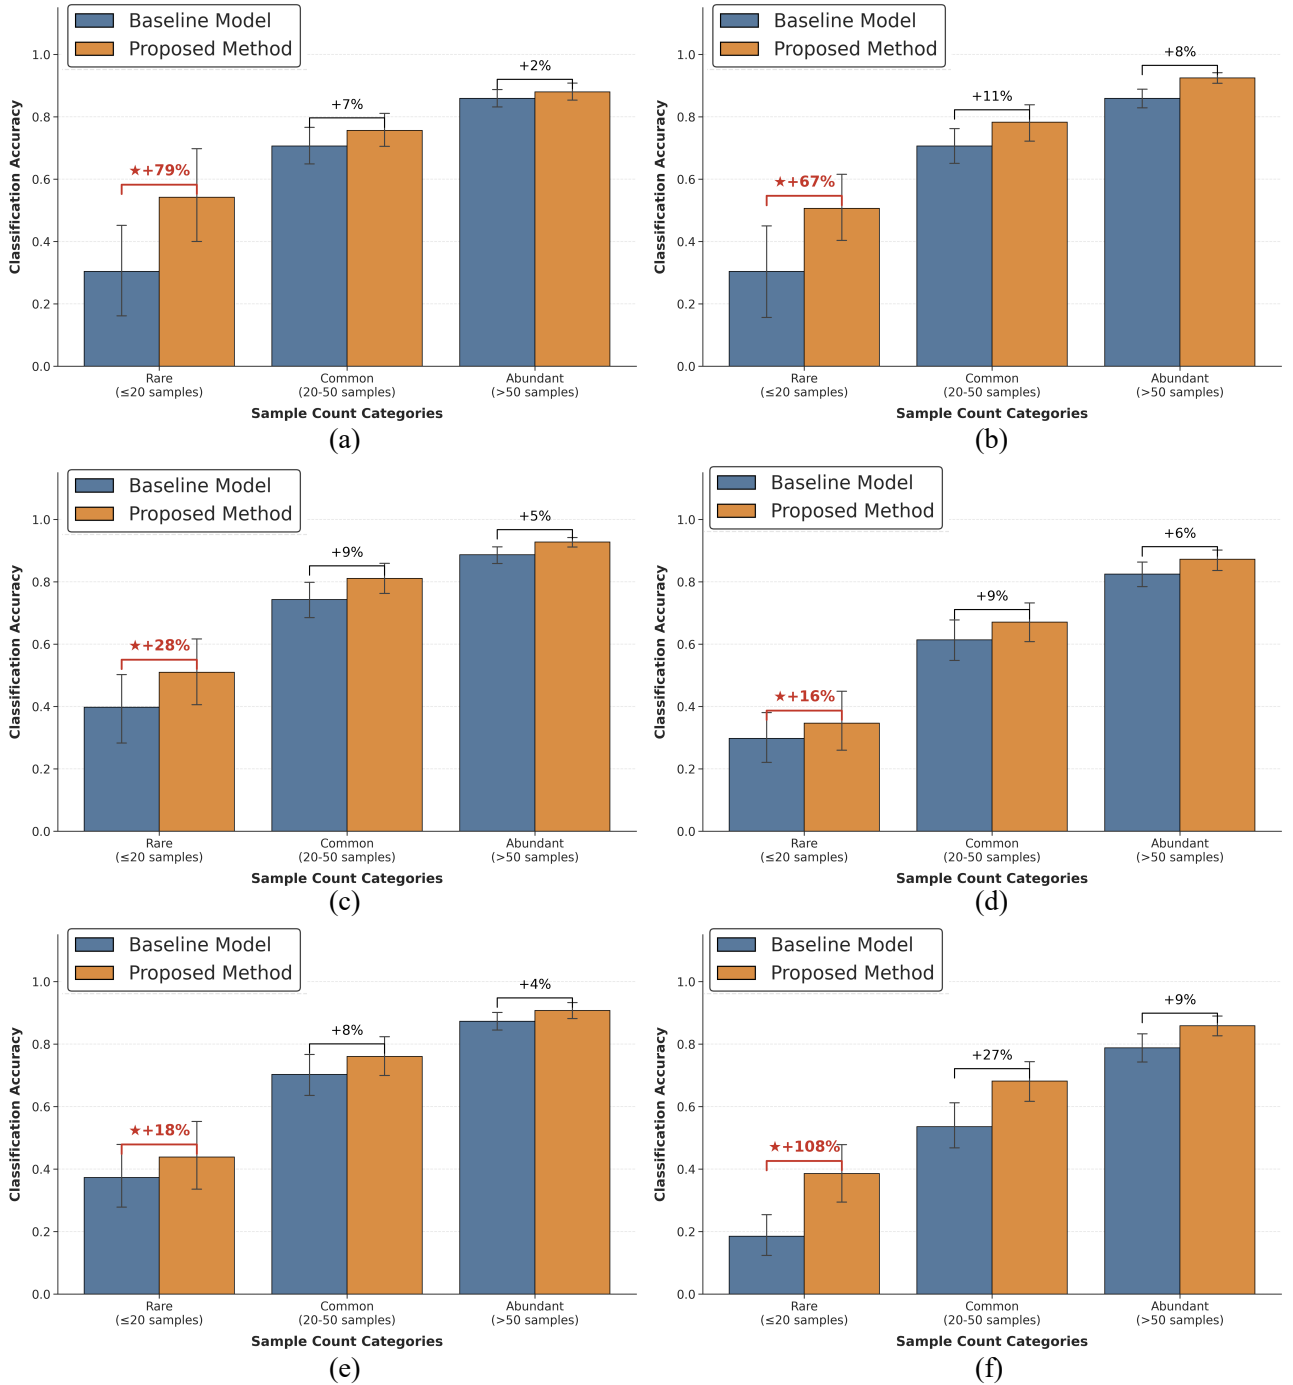 Baseline Model
Proposed Method
Classification Accuracy
1.0
0.8
0.6
0.4
0.2
0.0
★+79%
+7%
+2%
Rare
(≤20 samples)
Common
(20-50 samples)
Abundant
(>50 samples)
Sample Count Categories
(a)
Baseline Model
Proposed Method
Classification Accuracy
1.0
0.8
0.6
0.4
0.2
0.0
★+67%
+11%
+8%
Rare
(≤20 samples)
Common
(20-50 samples)
Abundant
(>50 samples)
Sample Count Categories
(b)
Baseline Model
Proposed Method
Classification Accuracy
1.0
0.8
0.6
0.4
0.2
0.0
★+28%
+9%
+5%
Rare
(≤20 samples)
Common
(20-50 samples)
Abundant
(>50 samples)
Sample Count Categories
(c)
Baseline Model
Proposed Method
Classification Accuracy
1.0
0.8
0.6
0.4
0.2
0.0
★+16%
+9%
+6%
Rare
(≤20 samples)
Common
(20-50 samples)
Abundant
(>50 samples)
Sample Count Categories
(d)
Baseline Model
Proposed Method
Classification Accuracy
1.0
0.8
0.6
0.4
0.2
0.0
★+18%
+8%
+4%
Rare
(≤20 samples)
Common
(20-50 samples)
Abundant
(>50 samples)
Sample Count Categories
(e)
Baseline Model
Proposed Method
Classification Accuracy
1.0
0.8
0.6
0.4
0.2
0.0
★+108%
+27%
+9%
Rare
(≤20 samples)
Common
(20-50 samples)
Abundant
(>50 samples)
Sample Count Categories
(f)